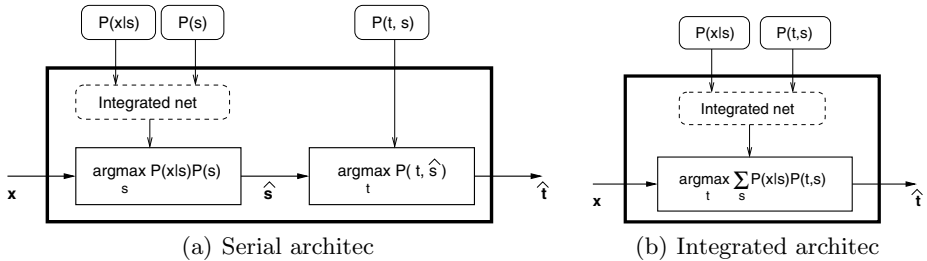 P(x|s)
P(s)
P(t, s)
Integrated net
argmax P(x|s)P(s)
s
argmax P( t, ŝ )
t
x
ŝ
t̂
(a) Serial architec
P(x|s)
P(t,s)
Integrated net
argmax ∑ P(x|s)P(t,s)
t s
x
t̂
(b) Integrated architec